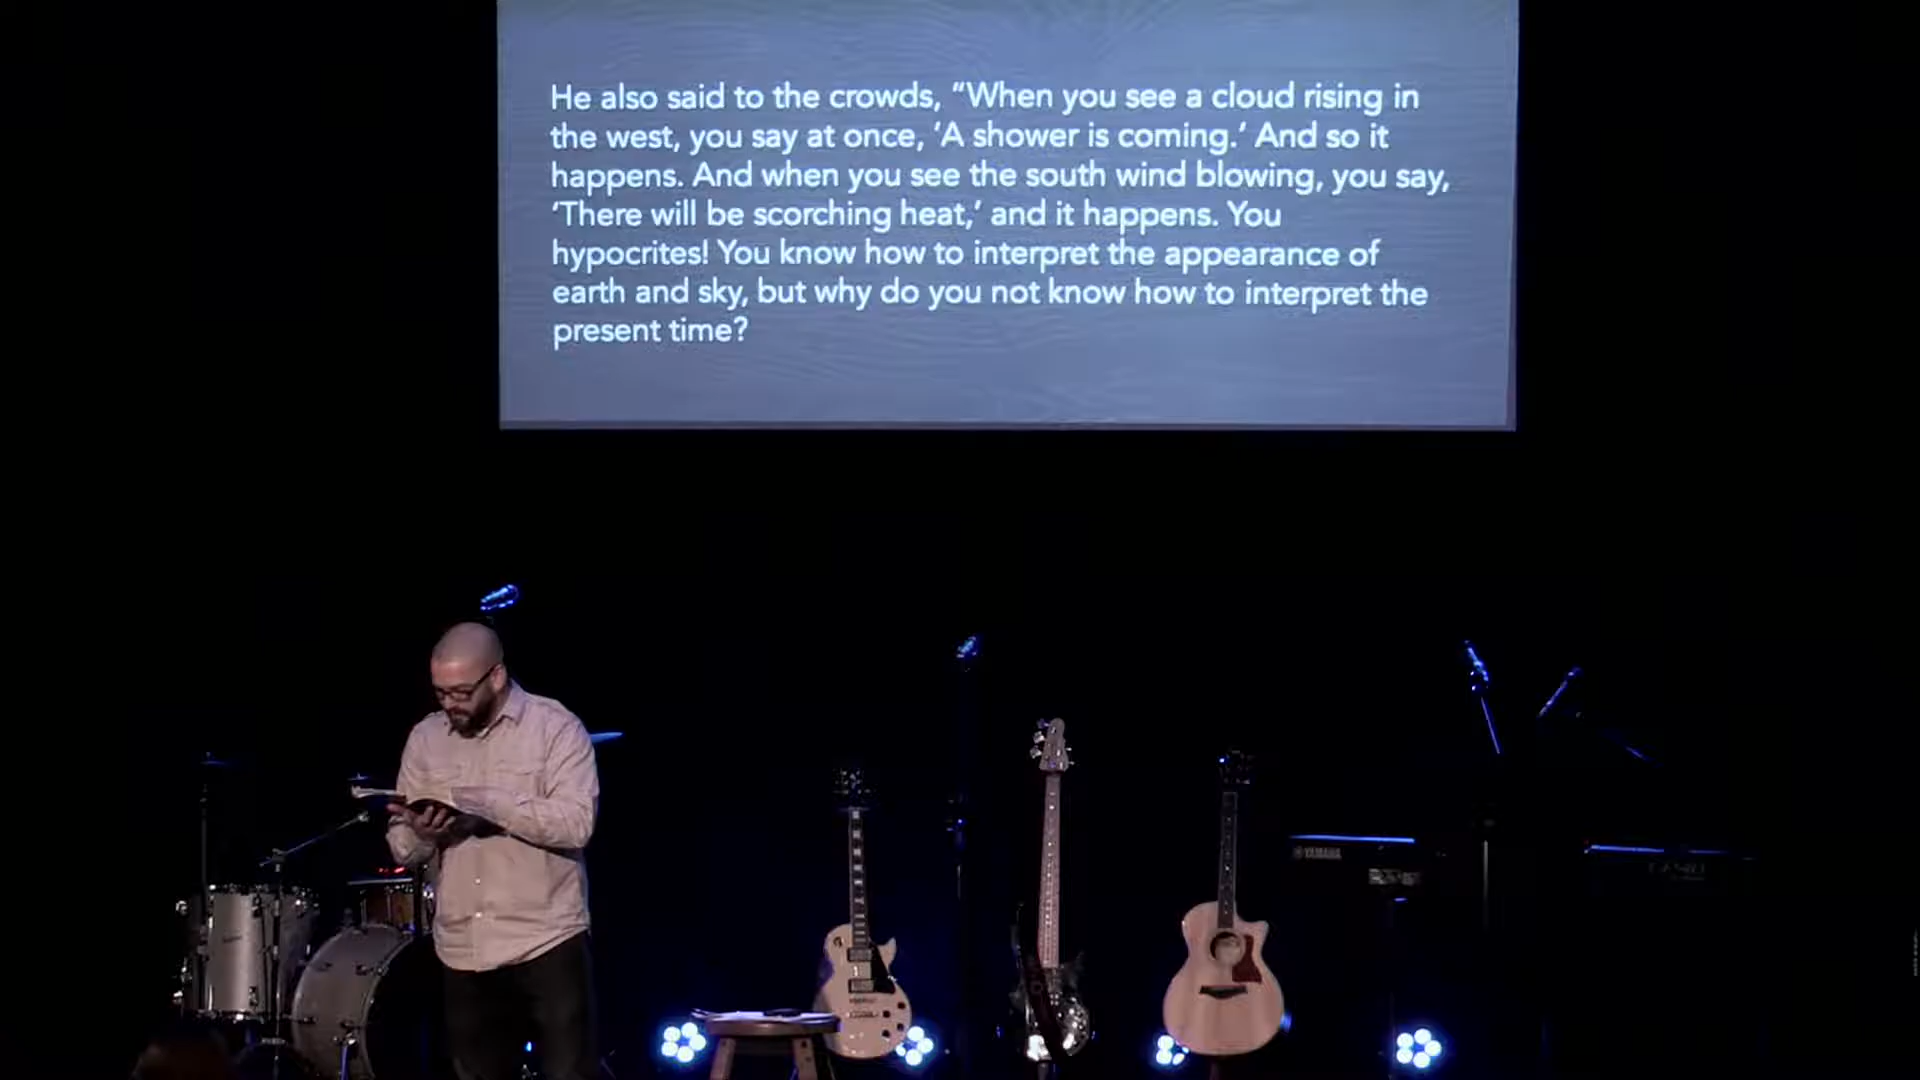 He also said to the crowds, “When you see a cloud rising in
the west, you say at once, ‘A shower is coming.’ And so it
happens. And when you see the south wind blowing, you say,
‘There will be scorching heat,’ and it happens. You
hypocrites! You know how to interpret the appearance of
earth and sky, but why do you not know how to interpret the
present time?
YAMAHA
CASIO